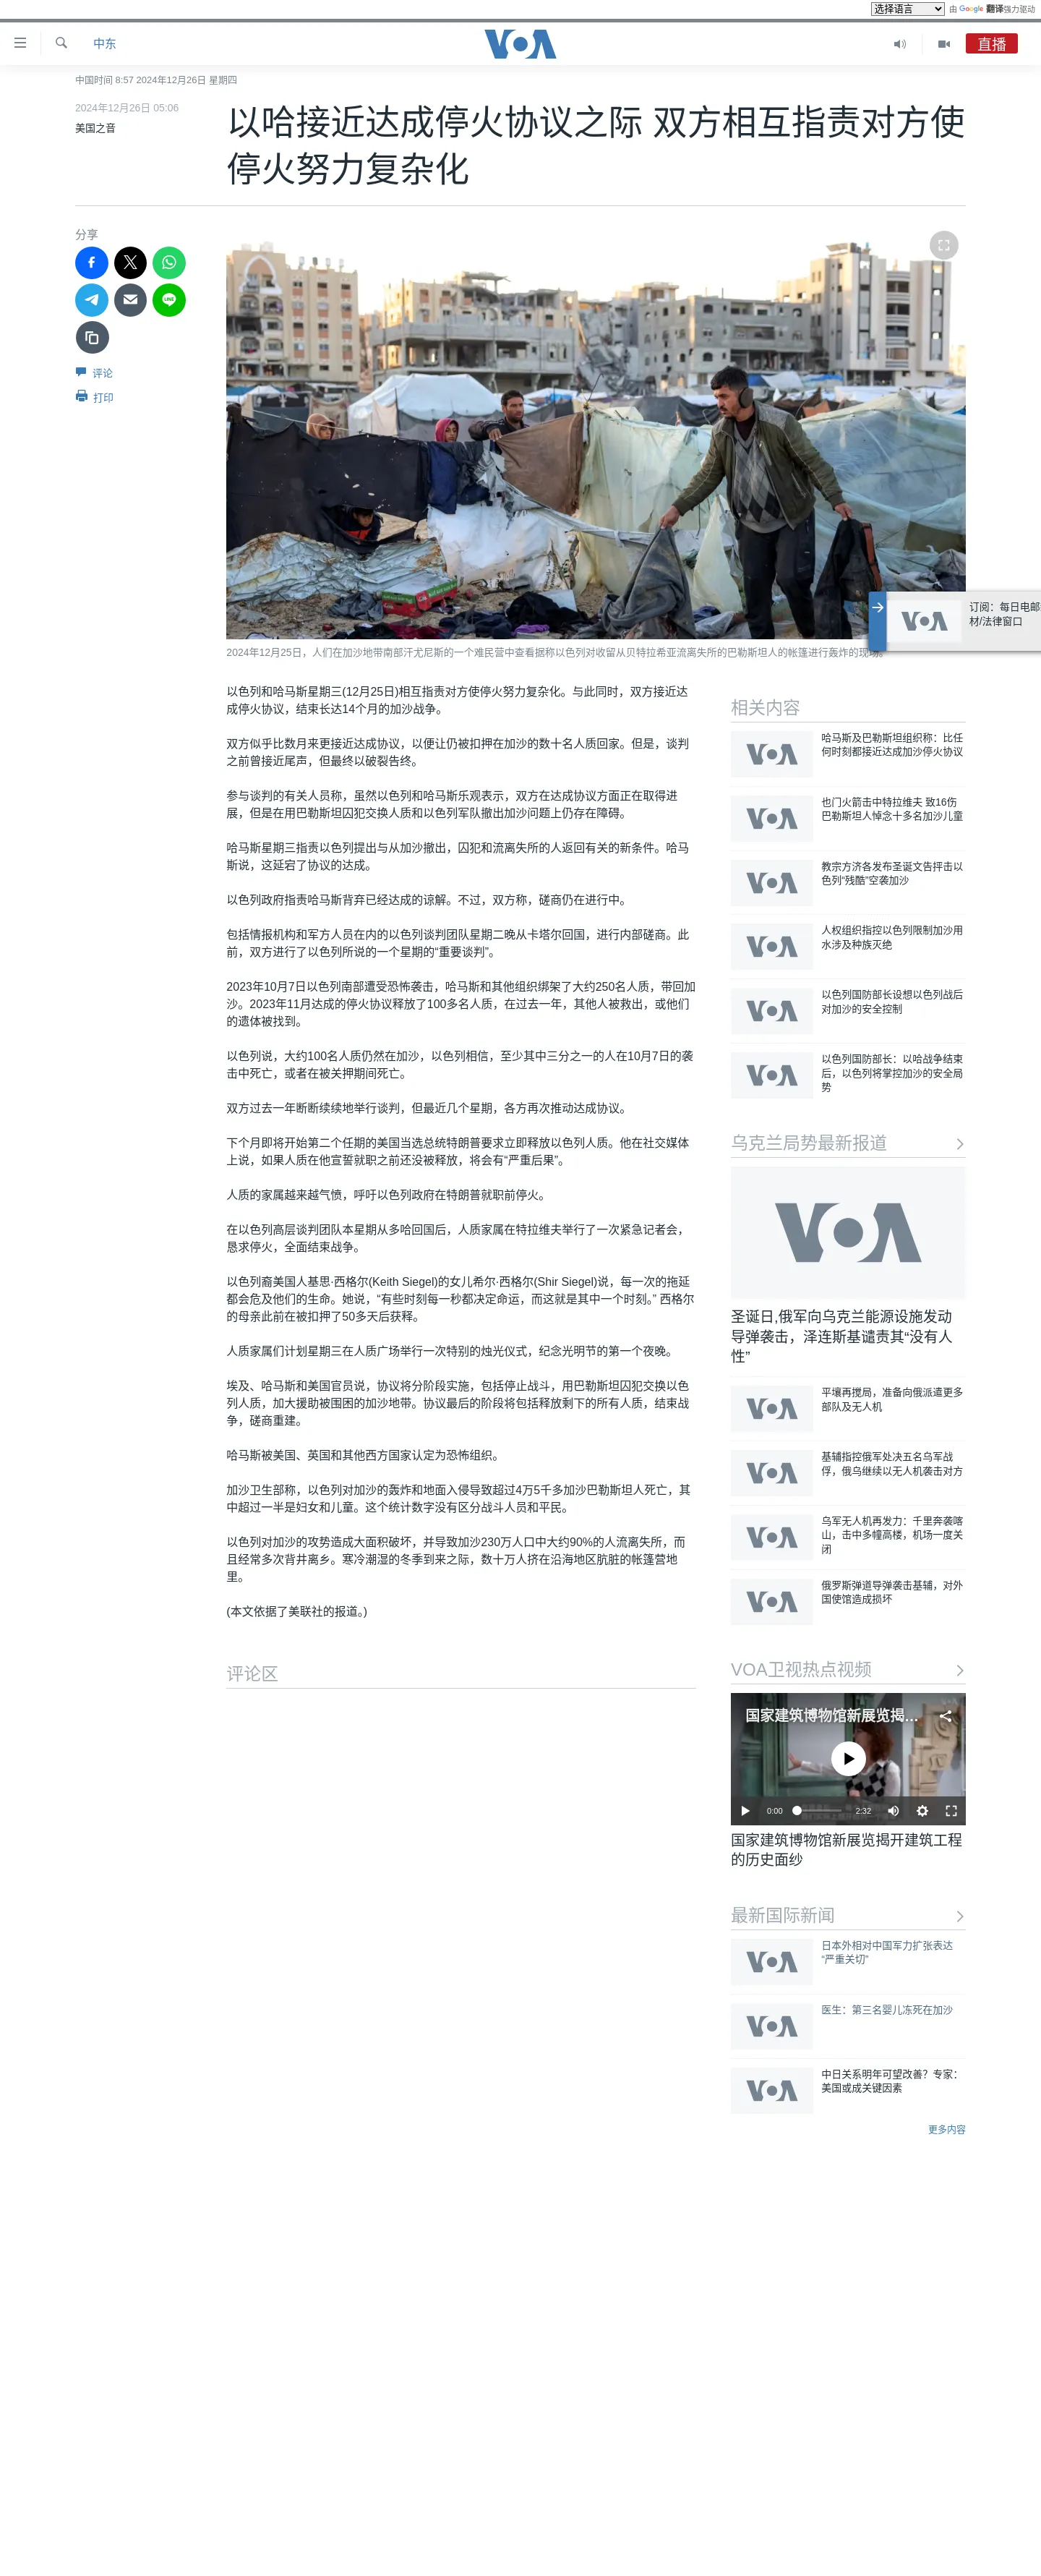 选择语言
由 Google 翻译强力驱动
中东
VOA
直播
中国时间 8:57 2024年12月26日 星期四
2024年12月26日 05:06
美国之音
以哈接近达成停火协议之际 双方相互指责对方使
停火努力复杂化
分享
LINE
评论
打印
2024年12月25日，人们在加沙地带南部汗尤尼斯的一个难民营中查看据称以色列对收留从贝特拉希亚流离失所的巴勒斯坦人的帐篷进行轰炸的现场。
VOA
订阅：每日电邮
材/法律窗口
以色列和哈马斯星期三(12月25日)相互指责对方使停火努力复杂化。与此同时，双方接近达
成停火协议，结束长达14个月的加沙战争。
双方似乎比数月来更接近达成协议，以便让仍被扣押在加沙的数十名人质回家。但是，谈判
之前曾接近尾声，但最终以破裂告终。
参与谈判的有关人员称，虽然以色列和哈马斯乐观表示，双方在达成协议方面正在取得进
展，但是在用巴勒斯坦囚犯交换人质和以色列军队撤出加沙问题上仍存在障碍。
哈马斯星期三指责以色列提出与从加沙撤出，囚犯和流离失所的人返回有关的新条件。哈马
斯说，这延宕了协议的达成。
以色列政府指责哈马斯背弃已经达成的谅解。不过，双方称，磋商仍在进行中。
包括情报机构和军方人员在内的以色列谈判团队星期二晚从卡塔尔回国，进行内部磋商。此
前，双方进行了以色列所说的一个星期的“重要谈判”。
2023年10月7日以色列南部遭受恐怖袭击，哈马斯和其他组织绑架了大约250名人质，带回加
沙。2023年11月达成的停火协议释放了100多名人质，在过去一年，其他人被救出，或他们
的遗体被找到。
以色列说，大约100名人质仍然在加沙，以色列相信，至少其中三分之一的人在10月7日的袭
击中死亡，或者在被关押期间死亡。
双方过去一年断断续续地举行谈判，但最近几个星期，各方再次推动达成协议。
下个月即将开始第二个任期的美国当选总统特朗普要求立即释放以色列人质。他在社交媒体
上说，如果人质在他宣誓就职之前还没被释放，将会有“严重后果”。
人质的家属越来越气愤，呼吁以色列政府在特朗普就职前停火。
在以色列高层谈判团队本星期从多哈回国后，人质家属在特拉维夫举行了一次紧急记者会，
恳求停火，全面结束战争。
以色列裔美国人基思·西格尔(Keith Siegel)的女儿希尔·西格尔(Shir Siegel)说，每一次的拖延
都会危及他们的生命。她说，“有些时刻每一秒都决定命运，而这就是其中一个时刻。” 西格尔
的母亲此前在被扣押了50多天后获释。
人质家属们计划星期三在人质广场举行一次特别的烛光仪式，纪念光明节的第一个夜晚。
埃及、哈马斯和美国官员说，协议将分阶段实施，包括停止战斗，用巴勒斯坦囚犯交换以色
列人质，加大援助被围困的加沙地带。协议最后的阶段将包括释放剩下的所有人质，结束战
争，磋商重建。
哈马斯被美国、英国和其他西方国家认定为恐怖组织。
加沙卫生部称，以色列对加沙的轰炸和地面入侵导致超过4万5千多加沙巴勒斯坦人死亡，其
中超过一半是妇女和儿童。这个统计数字没有区分战斗人员和平民。
以色列对加沙的攻势造成大面积破坏，并导致加沙230万人口中大约90%的人流离失所，而
且经常多次背井离乡。寒冷潮湿的冬季到来之际，数十万人挤在沿海地区肮脏的帐篷营地
里。
(本文依据了美联社的报道。)
评论区
相关内容
VOA
哈马斯及巴勒斯坦组织称：比任
何时刻都接近达成加沙停火协议
VOA
也门火箭击中特拉维夫 致16伤
巴勒斯坦人悼念十多名加沙儿童
VOA
教宗方济各发布圣诞文告抨击以
色列“残酷”空袭加沙
VOA
人权组织指控以色列限制加沙用
水涉及种族灭绝
VOA
以色列国防部长设想以色列战后
对加沙的安全控制
VOA
以色列国防部长：以哈战争结束
后，以色列将掌控加沙的安全局
势
乌克兰局势最新报道
VOA
圣诞日,俄军向乌克兰能源设施发动
导弹袭击，泽连斯基谴责其“没有人
性”
VOA
平壤再搅局，准备向俄派遣更多
部队及无人机
VOA
基辅指控俄军处决五名乌军战
俘，俄乌继续以无人机袭击对方
VOA
乌军无人机再发力：千里奔袭喀
山，击中多幢高楼，机场一度关
闭
VOA
俄罗斯弹道导弹袭击基辅，对外
国使馆造成损坏
VOA卫视热点视频
国家建筑博物馆新展览揭…
0:00
2:32
国家建筑博物馆新展览揭开建筑工程
的历史面纱
最新国际新闻
VOA
日本外相对中国军力扩张表达
“严重关切”
VOA
医生：第三名婴儿冻死在加沙
VOA
中日关系明年可望改善？专家：
美国或成关键因素
更多内容